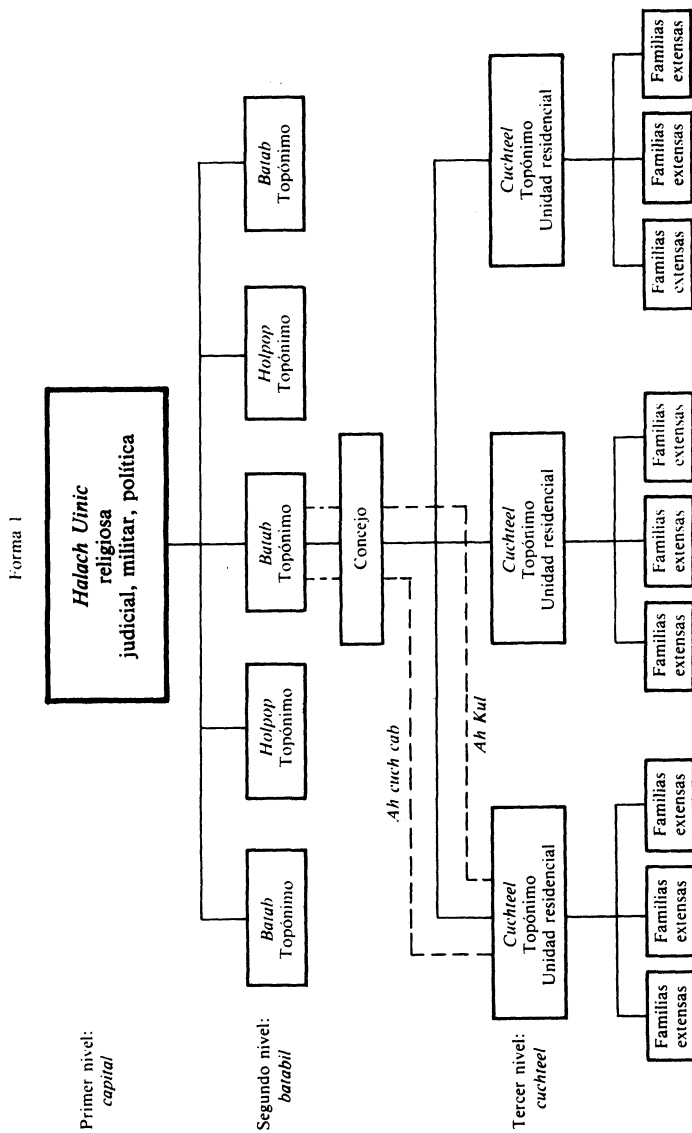 Forma 1
Primer nivel:
capital
Halach Uinic
religiosa
judicial, militar, política
Segundo nivel:
batabil
Batab
Topónimo
Holpop
Topónimo
Batab
Topónimo
Holpop
Topónimo
Batab
Topónimo
Concejo
Ah cuch cab
Ah Kul
Tercer nivel:
cuchteel
Cuchteel
Topónimo
Unidad residencial
Cuchteel
Topónimo
Unidad residencial
Cuchteel
Topónimo
Unidad residencial
Familias
extensas
Familias
extensas
Familias
extensas
Familias
extensas
Familias
extensas
Familias
extensas
Familias
extensas
Familias
extensas
Familias
extensas